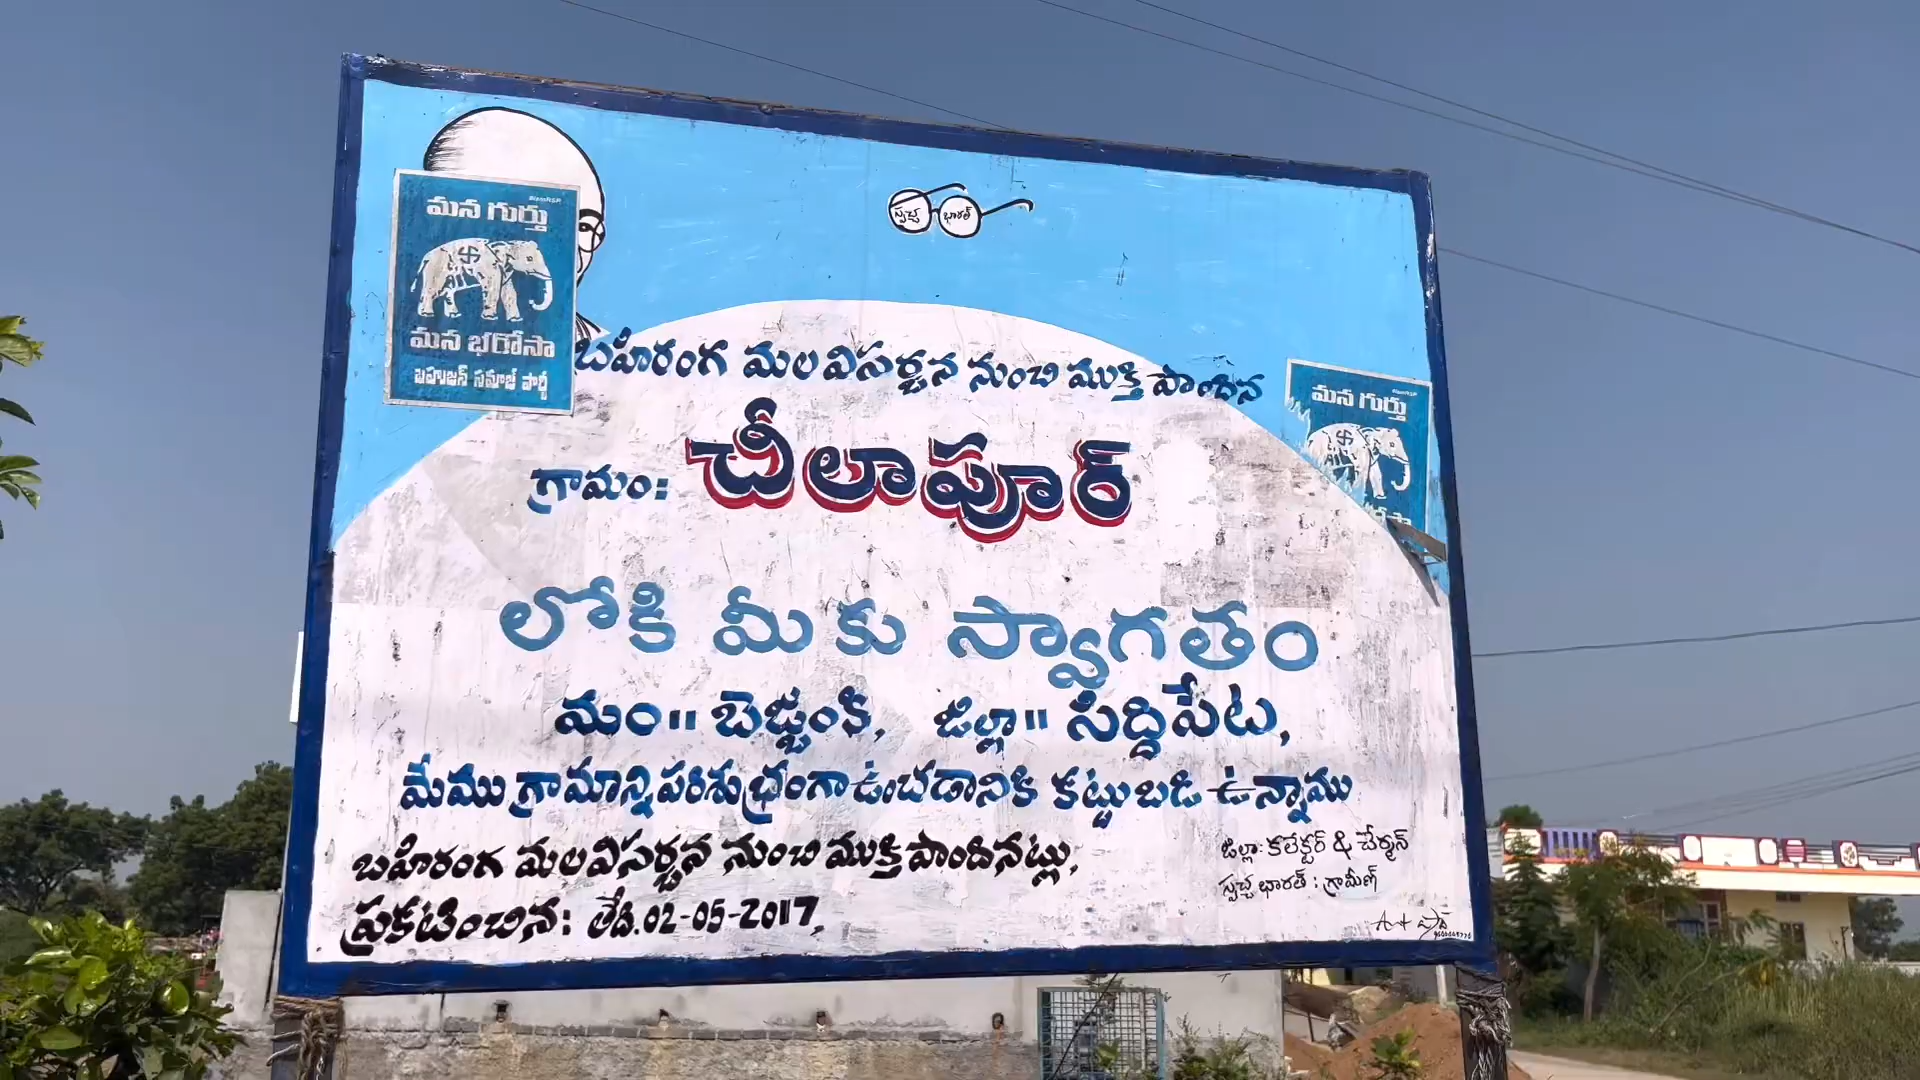 స్వచ్ఛ భారత్
మన గుర్తు
మన భరోసా
బహుజన్ సమాజ్ పార్టీ
బహిరంగ మల విసర్జన నుంచి ముక్తి పొందిన
మన గుర్తు
గ్రామం: చీలాపూర్
లోకి మీకు స్వాగతం
మం" బెజ్జంకి, జిల్లా" సిద్ధిపేట,
మేము గ్రామాన్ని పరిశుభ్రంగా ఉంచడానికి కట్టుబడి ఉన్నాము
బహిరంగ మల విసర్జన నుంచి ముక్తి పొందినట్లు,
ప్రకటించిన: తేది.02-05-2017,
జిల్లా: కలెక్టర్ & చేర్మన్
స్వచ్ఛ భారత్ : గ్రామీణ్